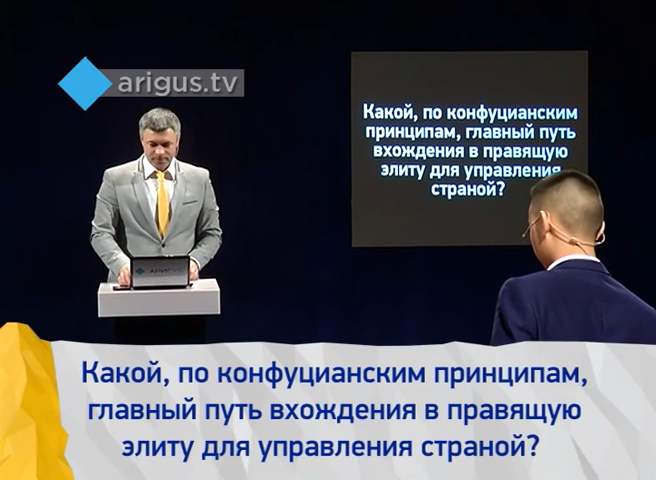 arigus.tv
Какой, по конфуцианским
принципам, главный путь
вхождения в правящую
элиту для управления
страной?
АРИГУС
Какой, по конфуцианским принципам,
главный путь вхождения в правящую
элиту для управления страной?